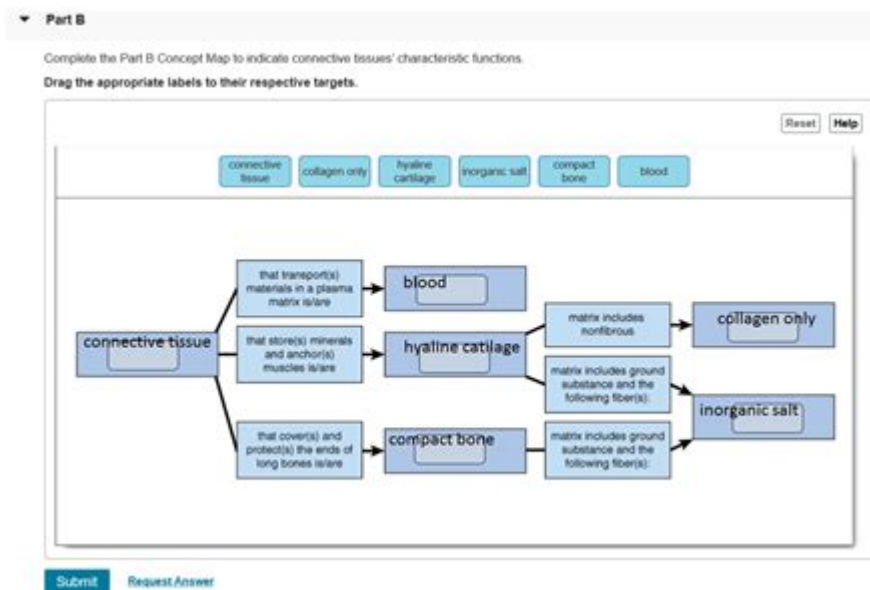 Part B
Complete the Part B Concept Map to indicate connective tissues' characteristic functions.
Drag the appropriate labels to their respective targets.
Reset Help
connective
tissue
collagen only
hyaline
cartilage
inorganic salt
compact
bone
blood
that transport(s)
materials in a plasma
matrix is/are
blood
connective tissue
that store(s) minerals
and anchor(s)
muscles is/are
hyaline catilage
matrix includes
nonfibrous
collagen only
matrix includes ground
substance and the
following fiber(s):
inorganic salt
that cover(s) and
protect(s) the ends of
long bones is/are
compact bone
matrix includes ground
substance and the
following fiber(s):
Submit Request Answer